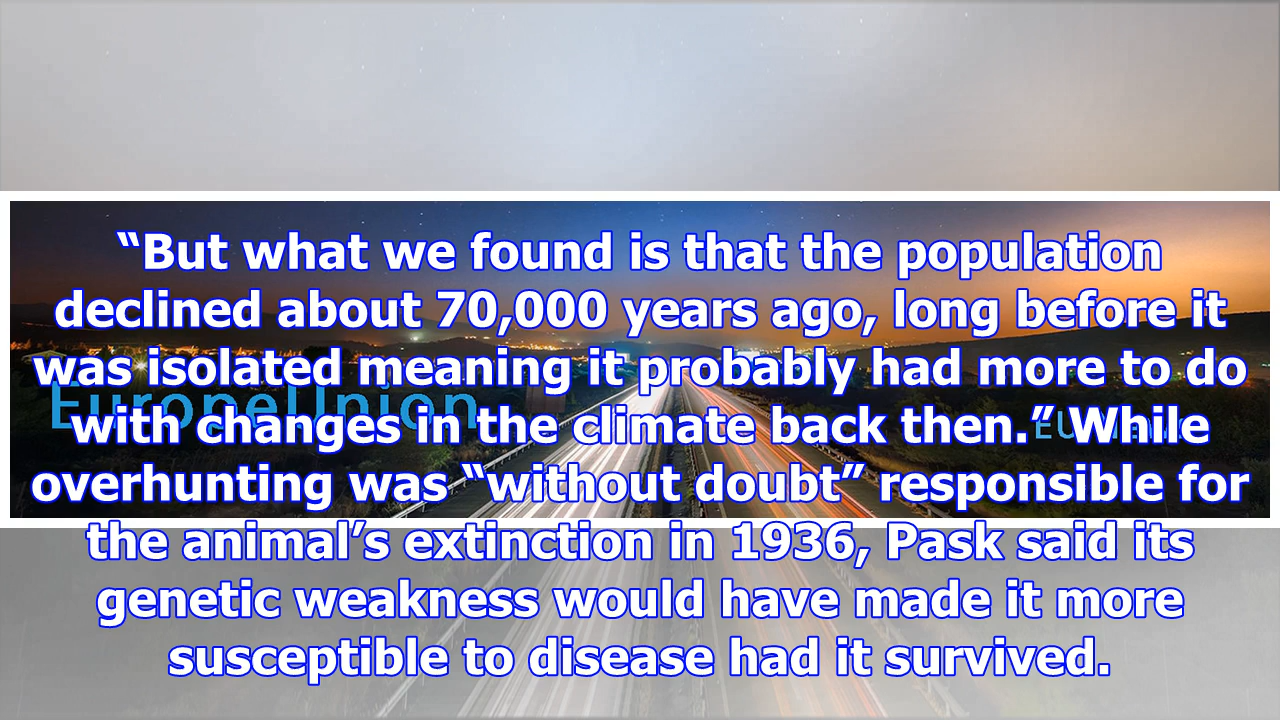 “But what we found is that the population
declined about 70,000 years ago, long before it
was isolated meaning it probably had more to do
with changes in the climate back then.” While
overhunting was “without doubt” responsible for
the animal’s extinction in 1936, Pask said its
genetic weakness would have made it more
susceptible to disease had it survived.
EuropeUnion